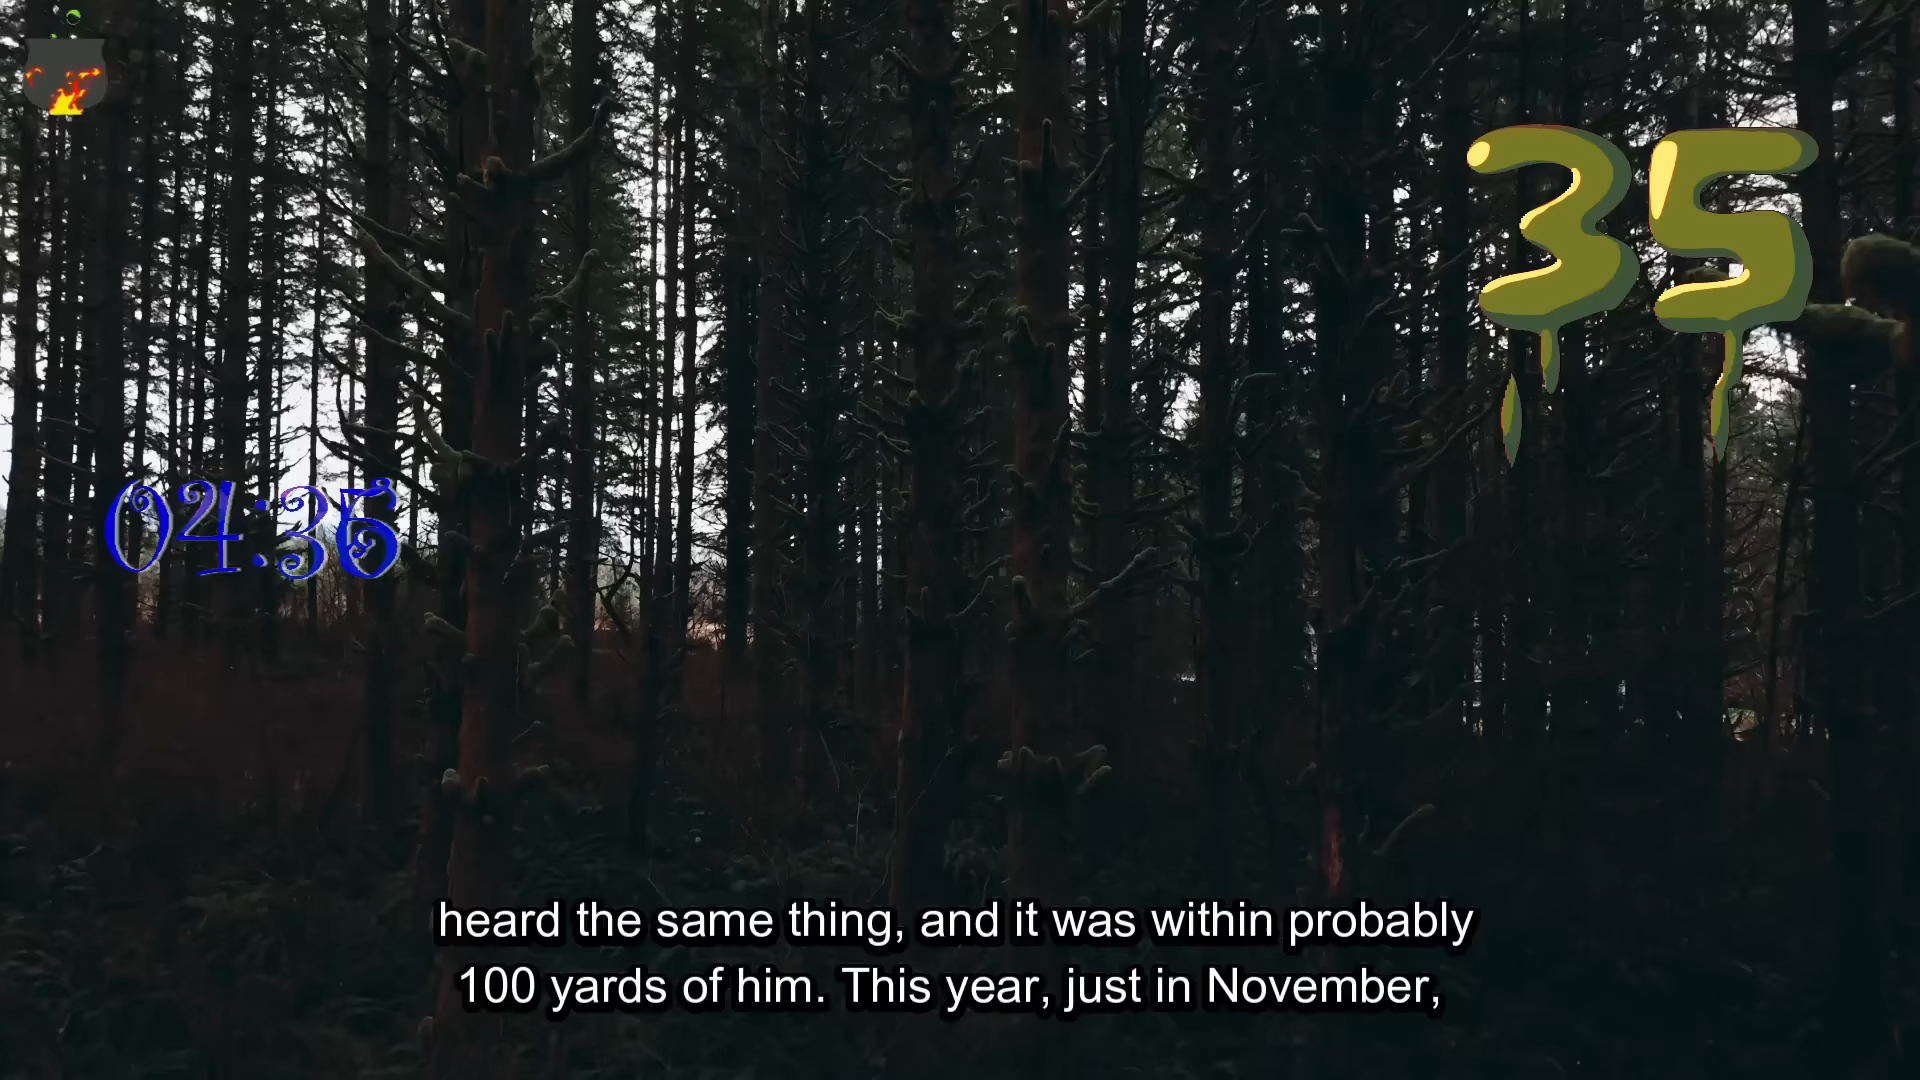 35
04:35
heard the same thing, and it was within probably
100 yards of him. This year, just in November,